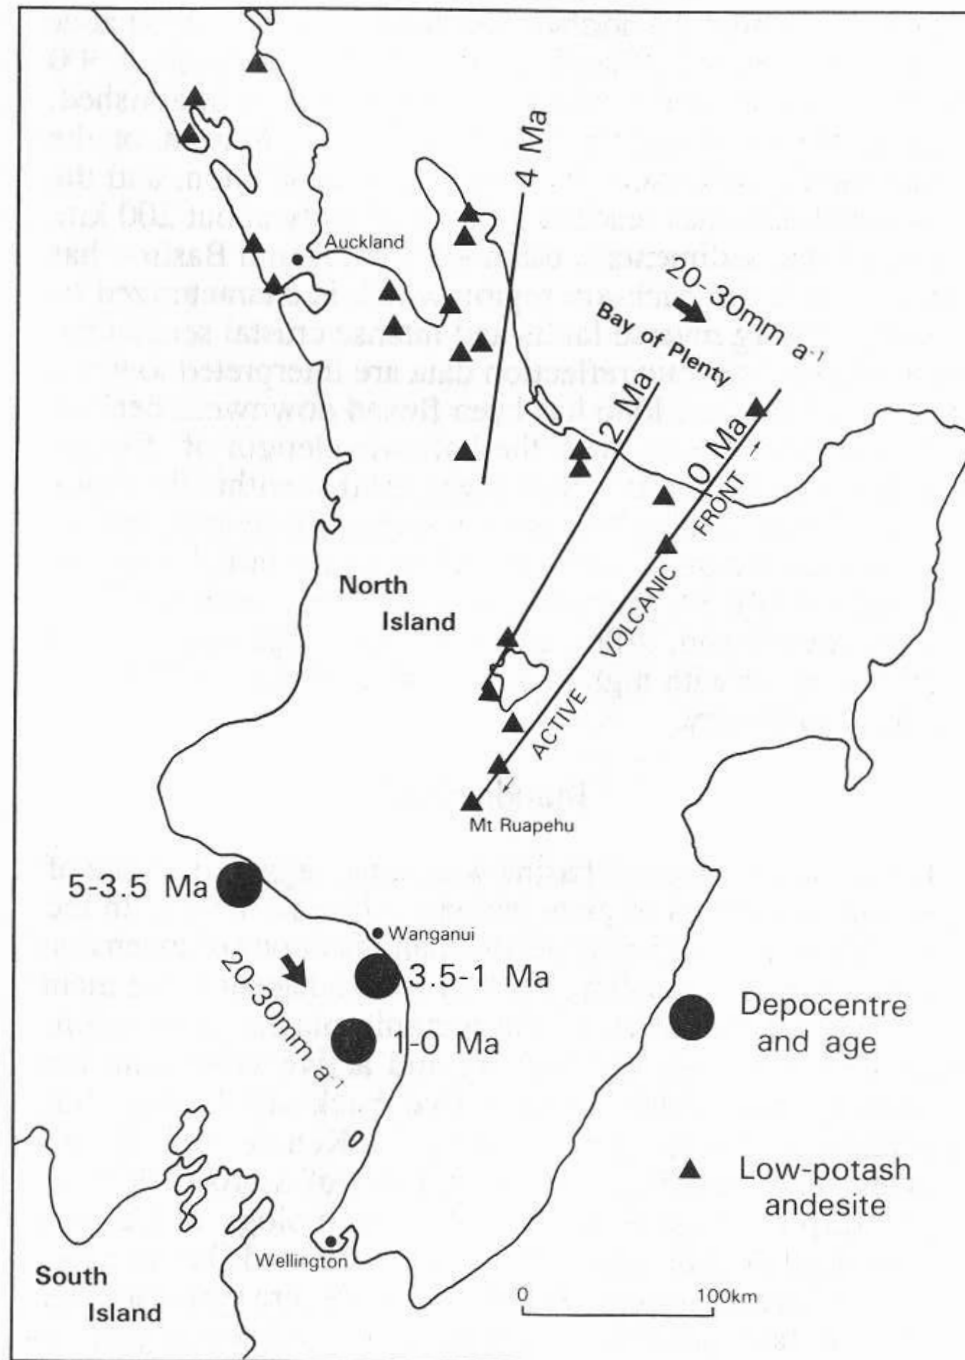 4 Ma
Auckland
20-30mm a⁻¹
Bay of Plenty
2 Ma
0 Ma
ACTIVE VOLCANIC FRONT
North
Island
Mt Ruapehu
5-3.5 Ma
Wanganui
20-30mm a⁻¹
3.5-1 Ma
1-0 Ma
Depocentre
and age
Low-potash
andesite
Wellington
South
Island
0 100km